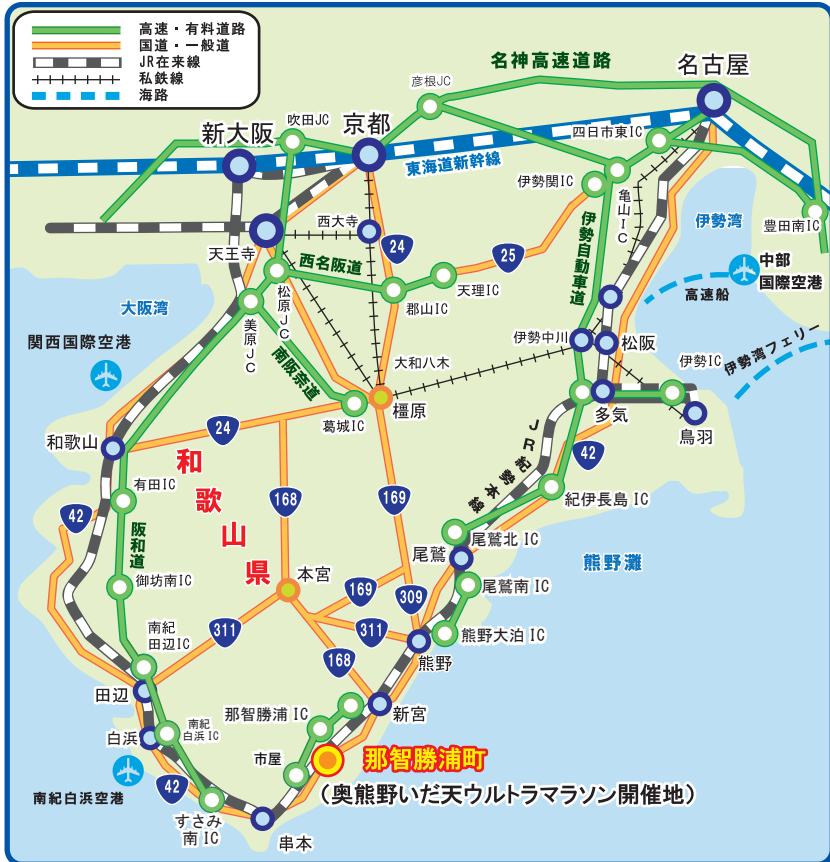 高速・有料道路
国道・一般道
JR在来線
私鉄線
海路
名神高速道路
名古屋
彦根JC
吹田JC
京都
新大阪
四日市東IC
東海道新幹線
伊勢関IC
亀山IC
西大寺
天王寺
24
25
伊勢自動車道
伊勢湾
豊田南IC
西名阪道
松原JC
郡山IC
天理IC
中部
国際空港
高速船
大阪湾
美原JC
関西国際空港
南阪奈道
大和八木
伊勢中川
松阪
伊勢IC
伊勢湾フェリー
葛城IC
橿原
多気
鳥羽
和歌山
24
和歌山県
JR紀勢本線
42
有田IC
168
169
紀伊長島IC
42
阪和道
尾鷲北IC
尾鷲
熊野灘
御坊南IC
本宮
169
309
尾鷲南IC
311
311
熊野大泊IC
南紀
田辺IC
168
熊野
田辺
那智勝浦IC
新宮
白浜
南紀
白浜IC
市屋
那智勝浦町
南紀白浜空港
42
(奥熊野いだ天ウルトラマラソン開催地)
すさみ
南IC
串本